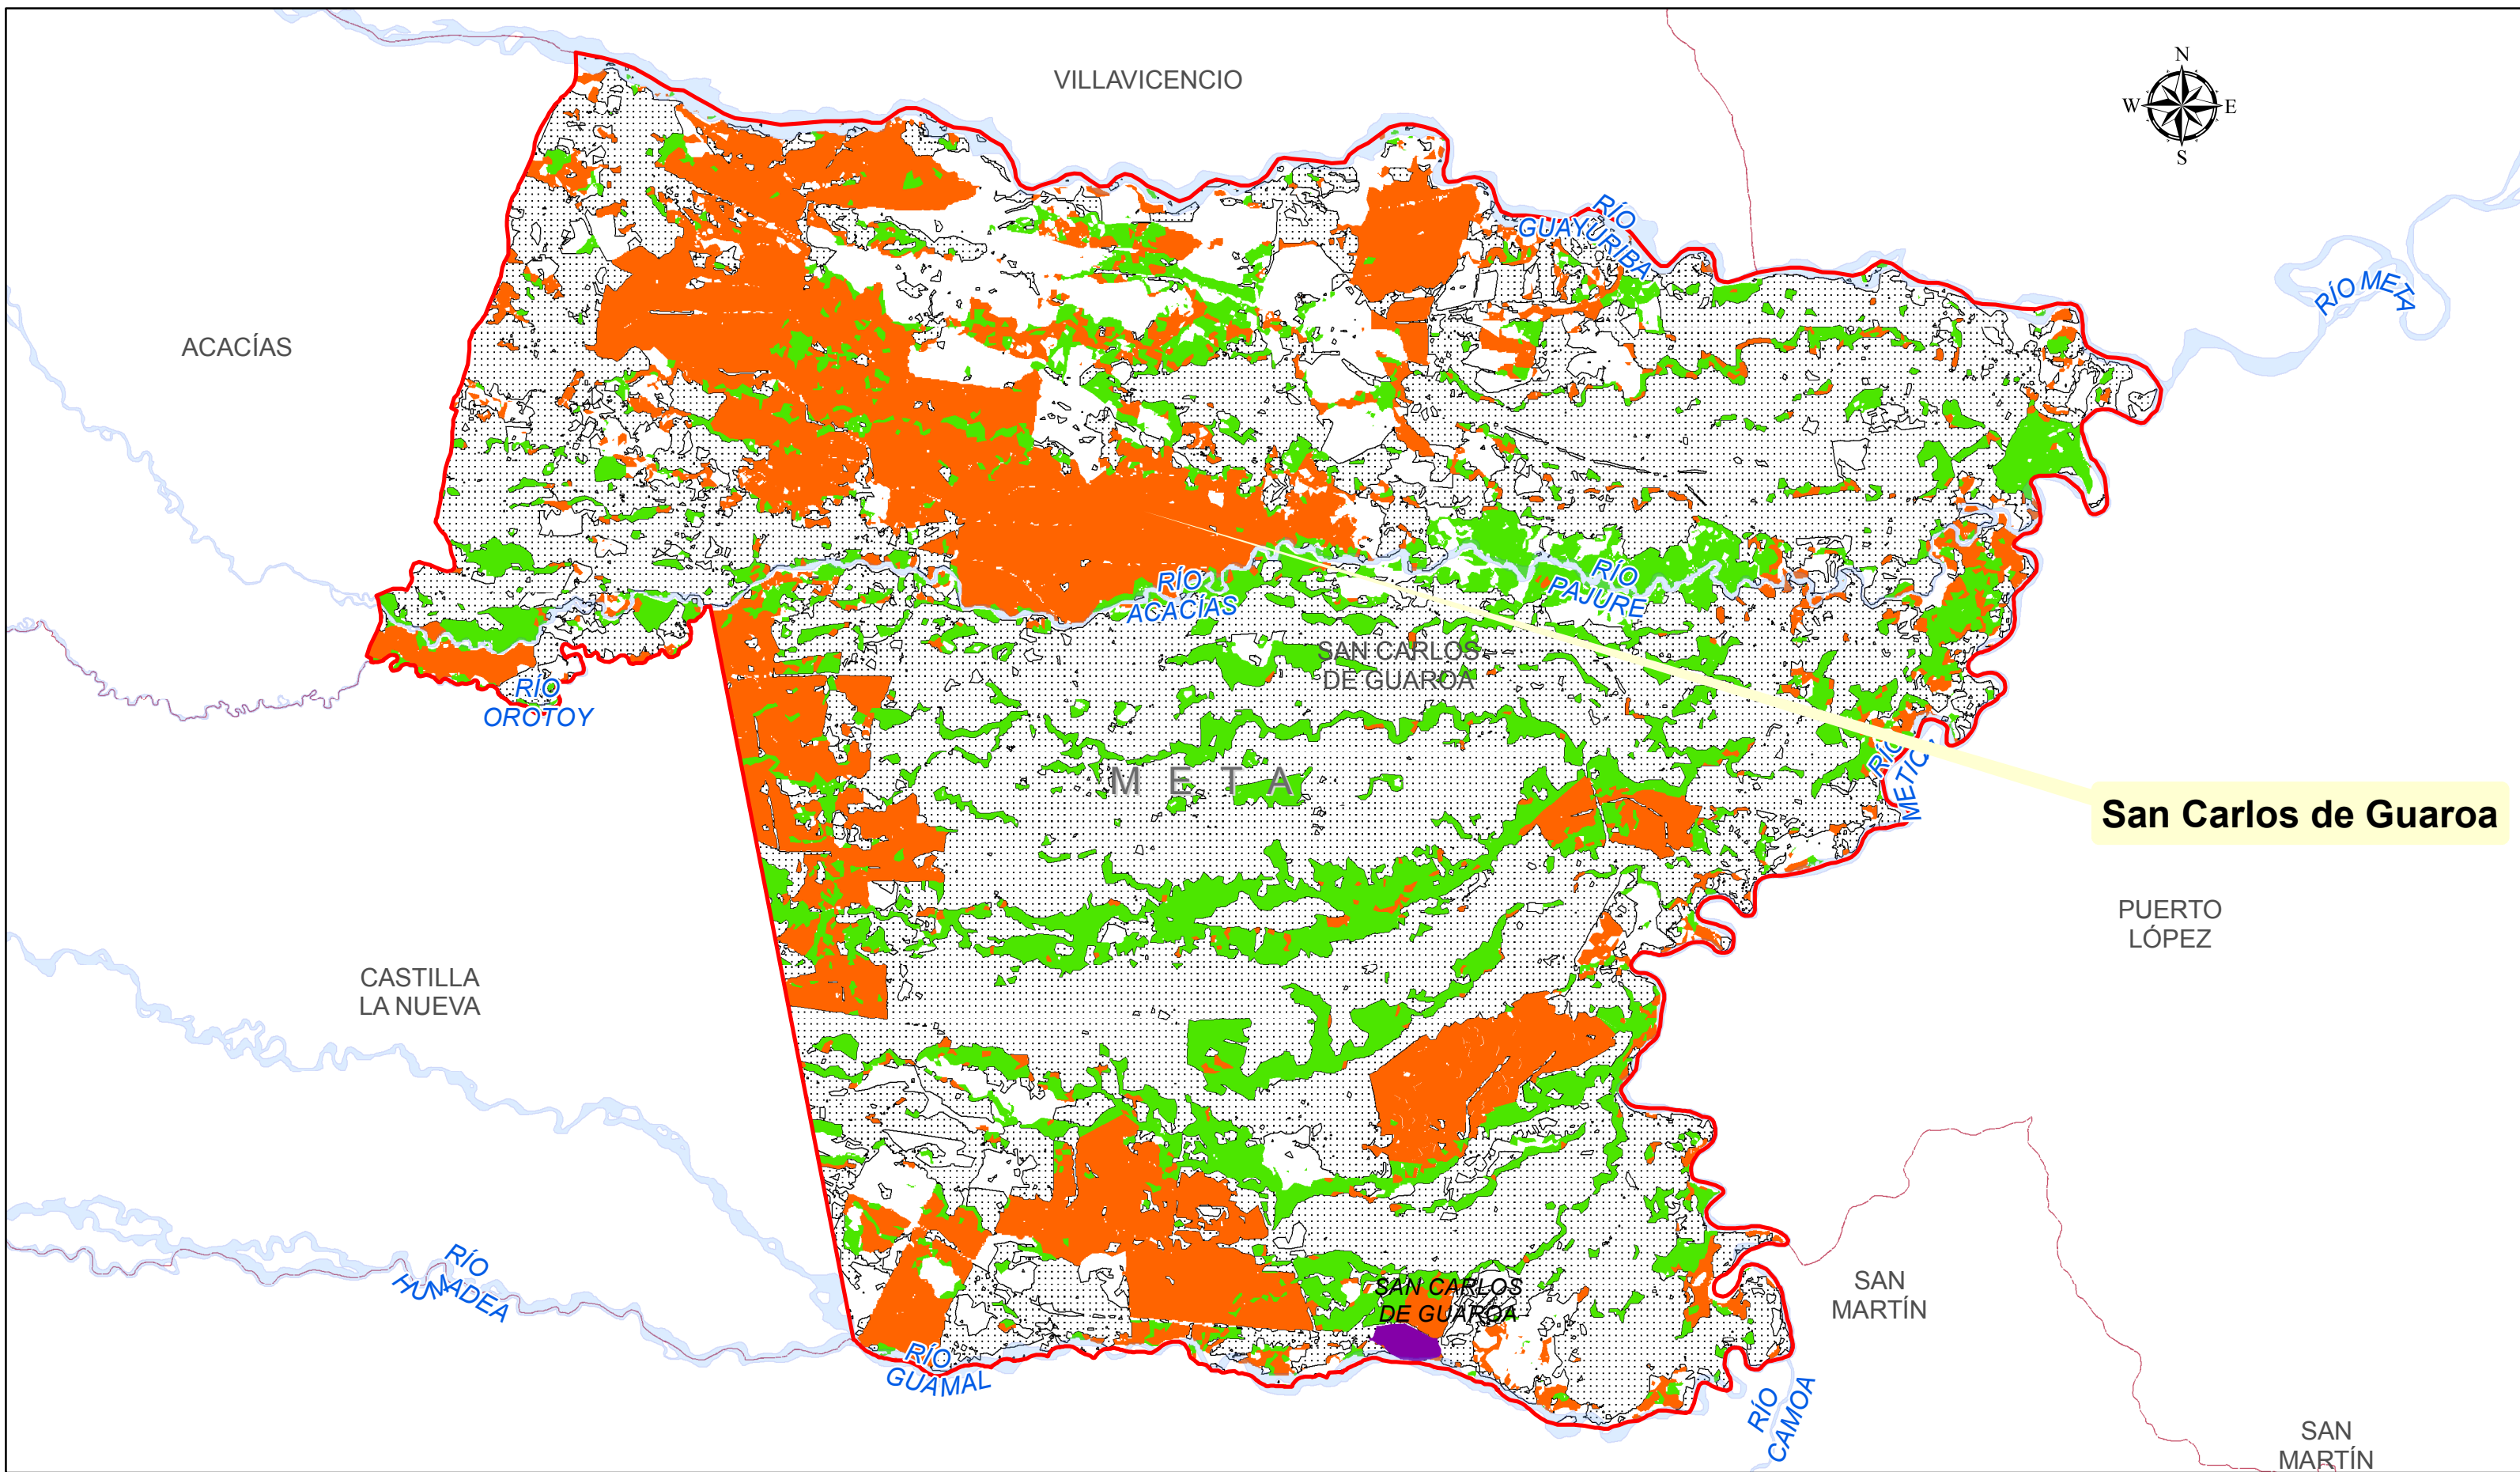 VILLAVICENCIO
N
W
E
S
RÍO
GUAYURIBA
RÍO META
ACACÍAS
RÍO
PAJURE
RÍO
ACACÍAS
SAN CARLOS
DE GUAROA
RÍO
OROTOY
META
RÍO
San Carlos de Guaroa
PUERTO
LÓPEZ
CASTILLA
LA NUEVA
RÍO
HUMADEA
SAN CARLOS
DE GUAROA
SAN
MARTÍN
RÍO
GUAMAL
RÍO
CAMOA
SAN
MARTÍN